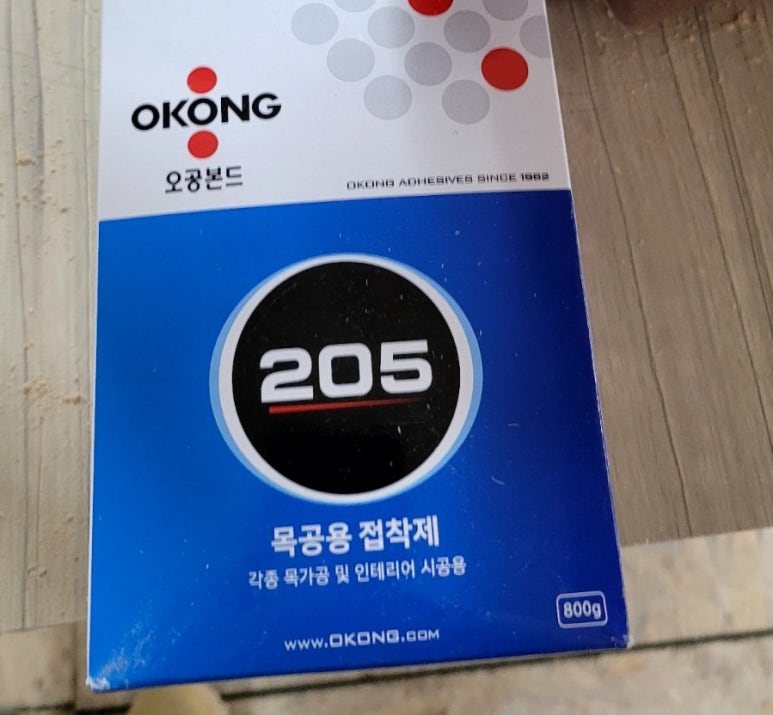 OKONG
오공본드
OKONG ADHESIVES SINCE 1982
205
목공용 접착제
각종 목가공 및 인테리어 시공용
800g
www.OKONG.com